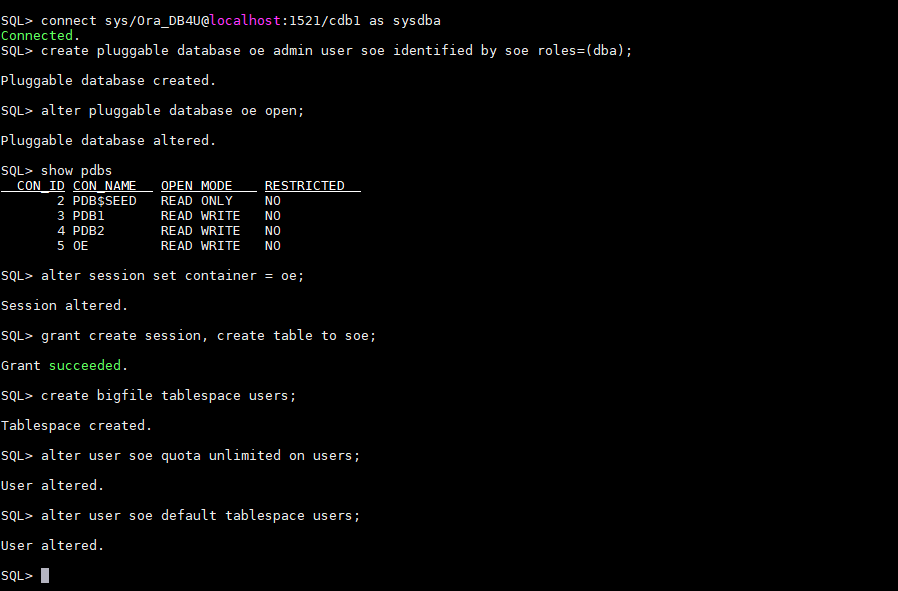 SQL> connect sys/Ora_DB4U@localhost:1521/cdb1 as sysdba
Connected.
SQL> create pluggable database oe admin user soe identified by soe roles=(dba);
Pluggable database created.
SQL> alter pluggable database oe open;
Pluggable database altered.
SQL> show pdbs
CON_ID CON_NAME OPEN MODE RESTRICTED
2 PDB$SEED READ ONLY NO
3 PDB1 READ WRITE NO
4 PDB2 READ WRITE NO
5 OE READ WRITE NO
SQL> alter session set container = oe;
Session altered.
SQL> grant create session, create table to soe;
Grant succeeded.
SQL> create bigfile tablespace users;
Tablespace created.
SQL> alter user soe quota unlimited on users;
User altered.
SQL> alter user soe default tablespace users;
User altered.
SQL>